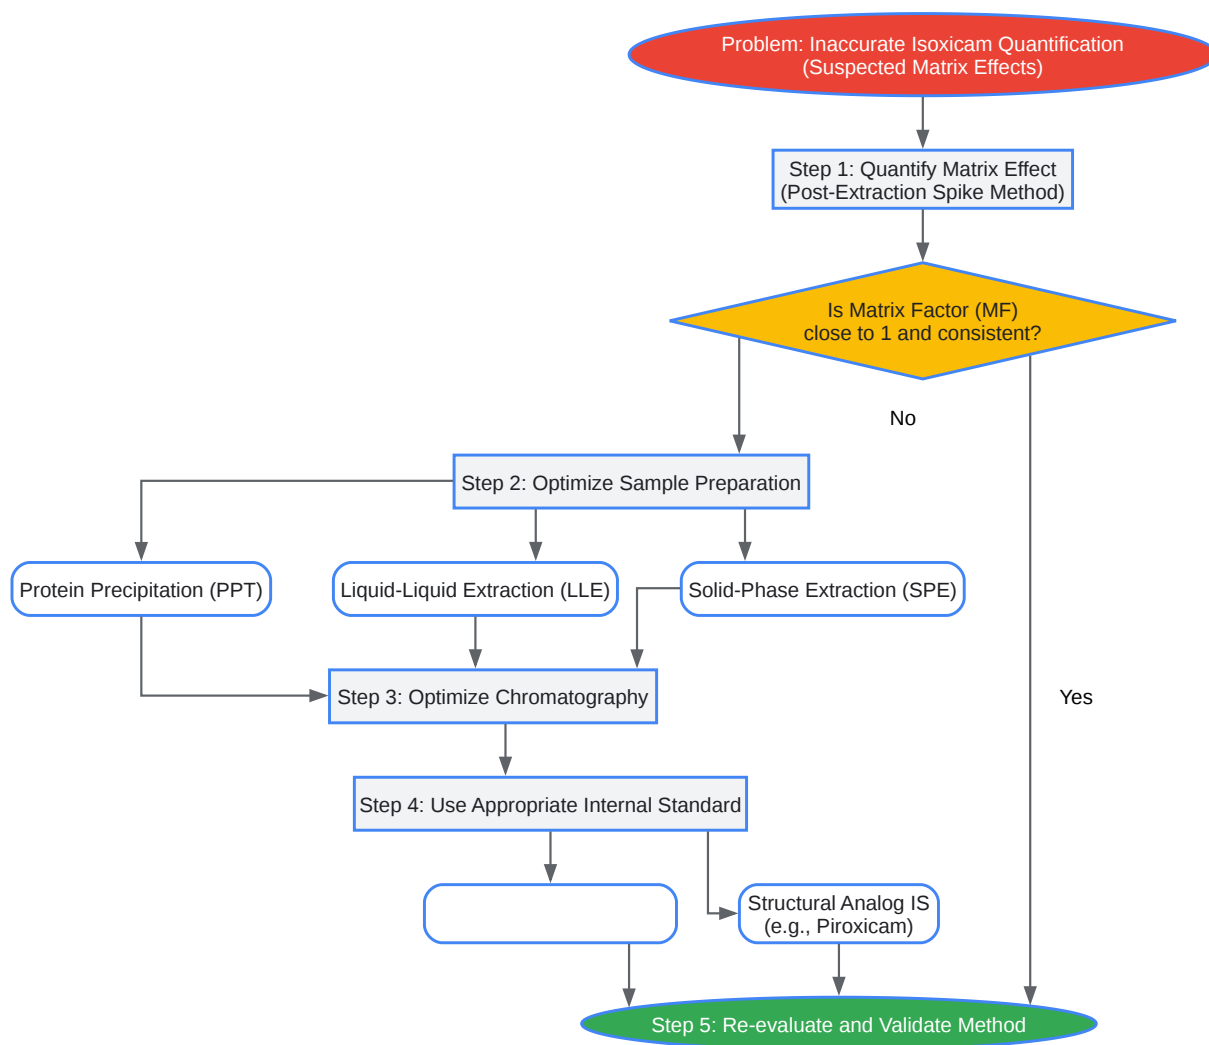 Problem: Inaccurate Isoxicam Quantification
(Suspected Matrix Effects)
Step 1: Quantify Matrix Effect
(Post-Extraction Spike Method)
Is Matrix Factor (MF)
close to 1 and consistent?
No
Step 2: Optimize Sample Preparation
Protein Precipitation (PPT)
Liquid-Liquid Extraction (LLE)
Solid-Phase Extraction (SPE)
Step 3: Optimize Chromatography
Yes
Step 4: Use Appropriate Internal Standard
Structural Analog IS
(e.g., Piroxicam)
Step 5: Re-evaluate and Validate Method